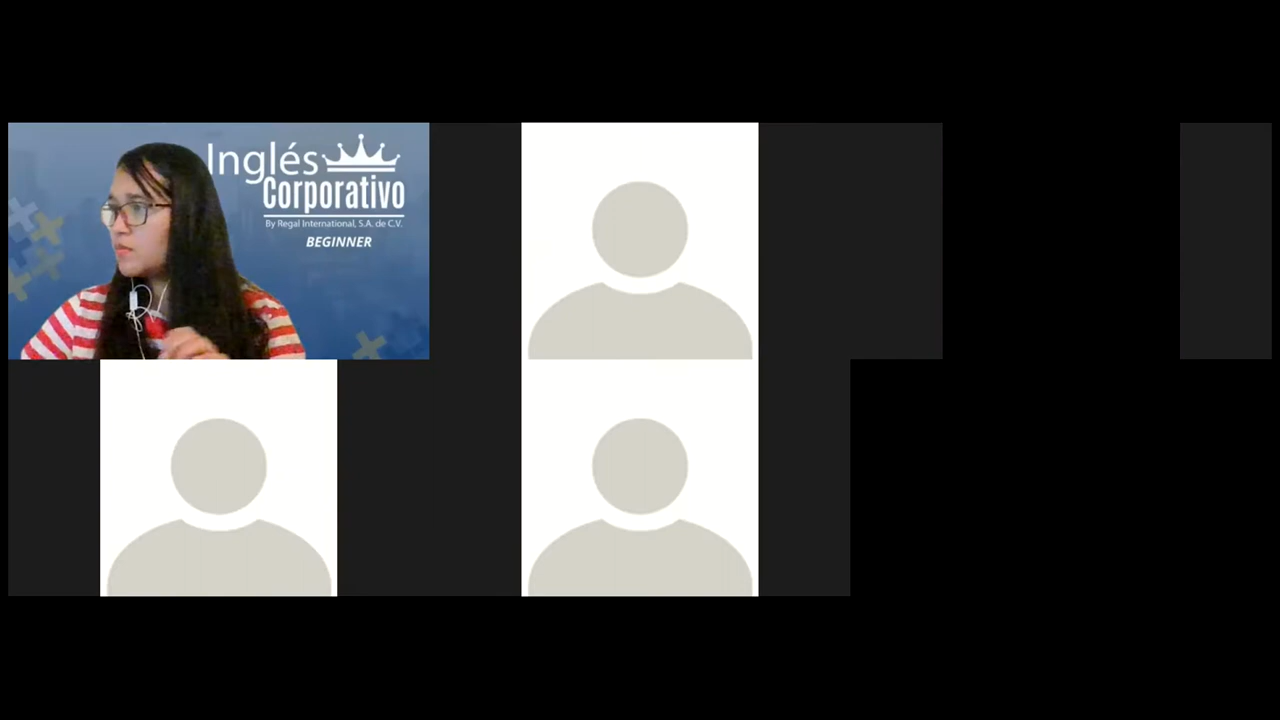 Inglés
Corporativo
By Regal International, S.A. de C.V.
BEGINNER